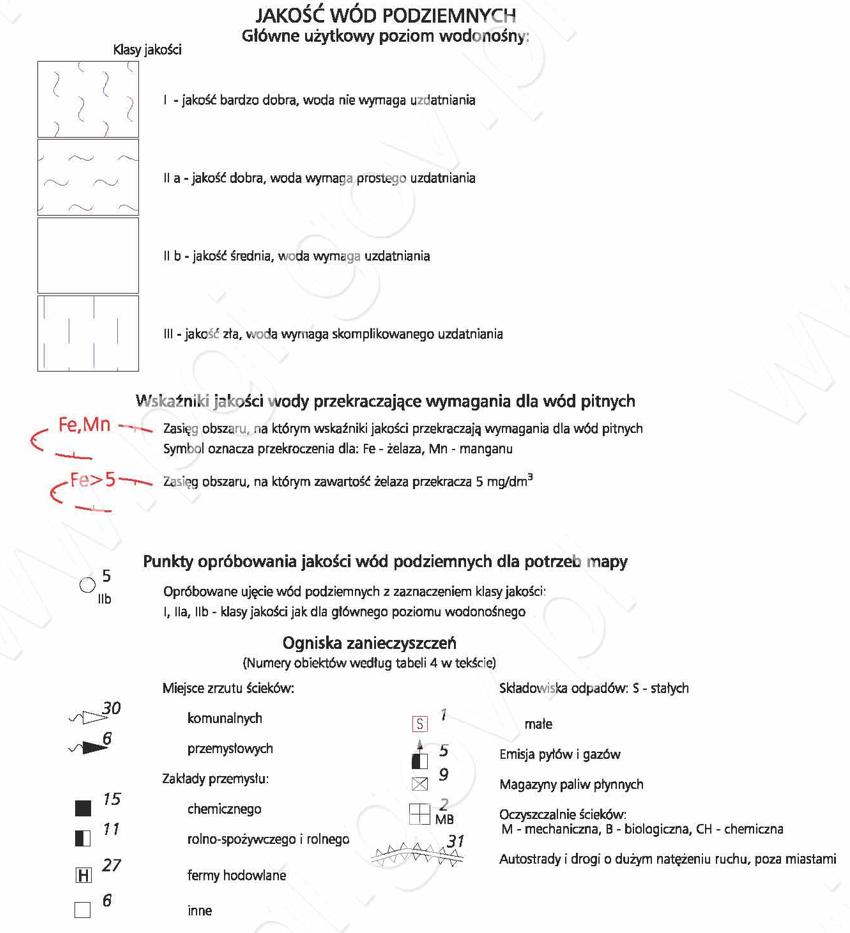 JAKOŚĆ WÓD PODZIEMNYCH
Główne użytkowy poziom wodonośny:
Klasy jakości
I - jakość bardzo dobra, woda nie wymaga uzdatniania
II a - jakość dobra, woda wymaga prostego uzdatniania
II b - jakość średnia, woda wymaga uzdatniania
III - jakość zła, woda wymaga skomplikowanego uzdatniania
Wskaźniki jakości wody przekraczające wymagania dla wód pitnych
Fe,Mn Zasięg obszaru, na którym wskaźniki jakości przekraczają wymagania dla wód pitnych
Symbol oznacza przekroczenia dla: Fe - żelaza, Mn - manganu
Fe>5 Zasięg obszaru, na którym zawartość żelaza przekracza 5 mg/dm³
Punkty opróbowania jakości wód podziemnych dla potrzeb mapy
5
IIb
Opróbowane ujęcie wód podziemnych z zaznaczeniem klasy jakości:
I, IIa, IIb - klasy jakości jak dla głównego poziomu wodonośnego
Ogniska zanieczyszczeń
(Numery obiektów według tabeli 4 w tekście)
Miejsce zrzutu ścieków:
30 komunalnych
6 przemysłowych
Zakłady przemysłu:
15 chemicznego
11 rolno-spożywczego i rolnego
H 27 fermy hodowlane
6 inne
Składowiska odpadów: S - stałych
S 1 małe
5 Emisja pyłów i gazów
9 Magazyny paliw płynnych
2 MB Oczyszczalnie ścieków:
M - mechaniczna, B - biologiczna, CH - chemiczna
31 Autostrady i drogi o dużym natężeniu ruchu, poza miastami
www.pgi.gov.pl